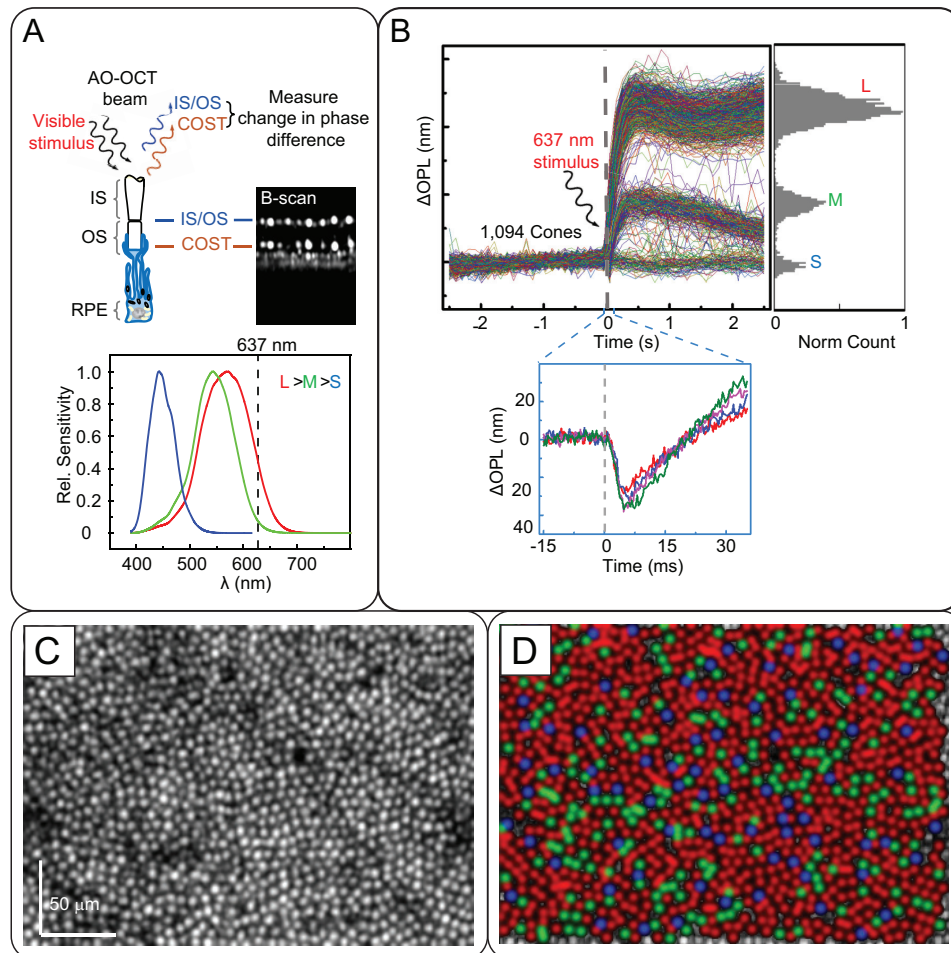 A
AO-OCT
beam
IS/OS
COST
Measure
change in phase
difference
Visible
stimulus
IS
OS
RPE
IS/OS
COST
B-scan
637 nm
L >M >S
Rel. Sensitivity
1.0
0.8
0.6
0.4
0.2
0
400
500
600
700
λ (nm)
B
ΔOPL (nm)
637 nm
stimulus
1,094 Cones
-2
-1
0
1
2
Time (s)
L
M
S
0
1
Norm Count
ΔOPL (nm)
20
0
20
40
-15
0
15
30
Time (ms)
C
50 μm
D